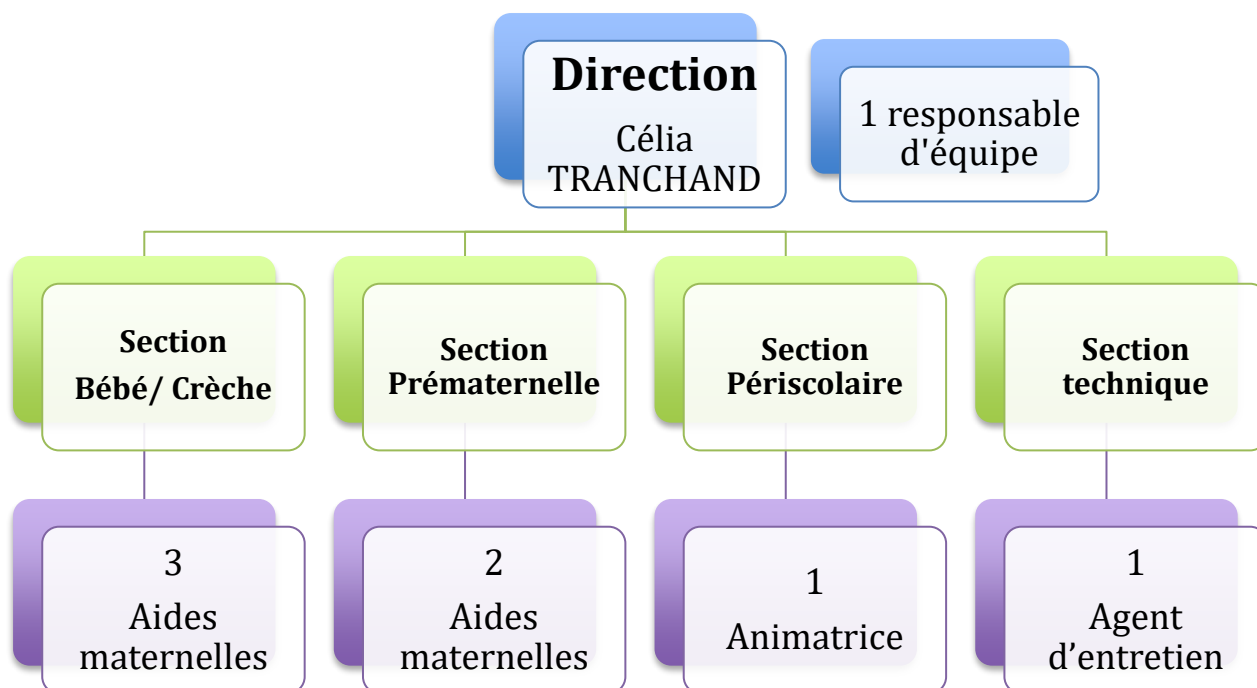 Direction
Célia
TRANCHAND
1 responsable
d'équipe
Section
Bébé/ Crèche
Section
Prématernelle
Section
Périscolaire
Section
technique
3
Aides
maternelles
2
Aides
maternelles
1
Animatrice
1
Agent
d’entretien